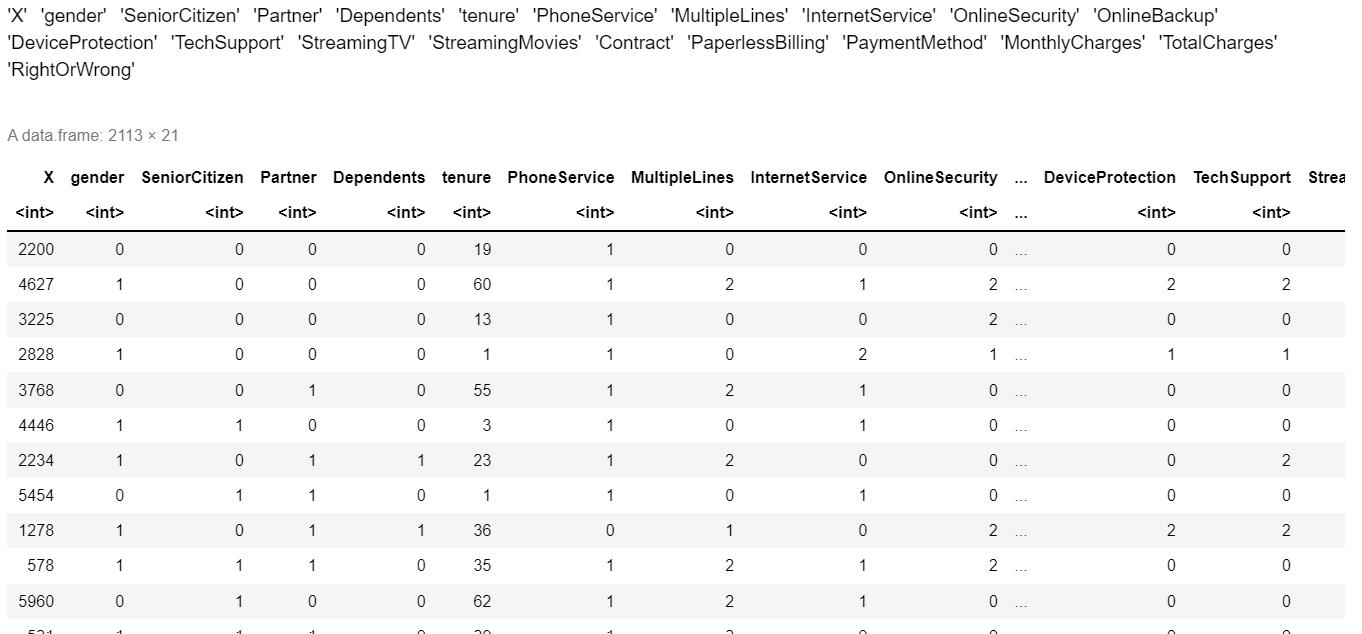 'X' 'gender' 'SeniorCitizen' 'Partner' 'Dependents' 'tenure' 'PhoneService' 'MultipleLines' 'InternetService' 'OnlineSecurity' 'OnlineBackup'
'DeviceProtection' 'TechSupport' 'StreamingTV' 'StreamingMovies' 'Contract' 'PaperlessBilling' 'PaymentMethod' 'MonthlyCharges' 'TotalCharges'
'RightOrWrong'
A data.frame: 2113 × 21
X gender SeniorCitizen Partner Dependents tenure PhoneService MultipleLines InternetService OnlineSecurity ... DeviceProtection TechSupport Strea
<int> <int> <int> <int> <int> <int> <int> <int> <int> <int> ... <int> <int>
2200 0 0 0 0 19 1 0 0 0 ... 0 0
4627 1 0 0 0 60 1 2 1 2 ... 2 2
3225 0 0 0 0 13 1 0 0 2 ... 0 0
2828 1 0 0 0 1 1 0 2 1 ... 1 1
3768 0 0 1 0 55 1 2 1 0 ... 0 0
4446 1 1 0 0 3 1 0 1 0 ... 0 0
2234 1 0 1 1 23 1 2 0 0 ... 0 2
5454 0 1 1 0 1 1 0 1 0 ... 0 0
1278 1 0 1 1 36 0 1 0 2 ... 2 2
578 1 1 1 0 35 1 2 1 2 ... 0 0
5960 0 1 0 0 62 1 2 1 0 ... 0 0